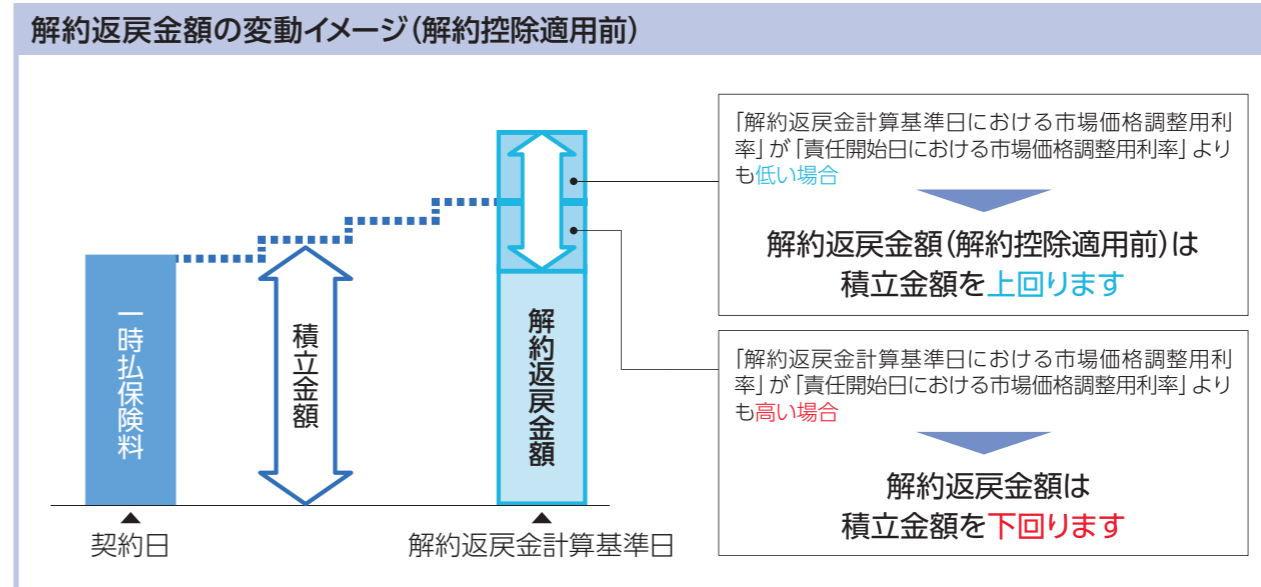 解約返戻金額の変動イメージ(解約控除適用前)
「解約返戻金計算基準日における市場価格調整用利
率」が「責任開始日における市場価格調整用利率」より
も低い場合
解約返戻金額(解約控除適用前)は
積立金額を上回ります
一時払保険料
積立金額
解約返戻金額
「解約返戻金計算基準日における市場価格調整用利
率」が「責任開始日における市場価格調整用利率」より
も高い場合
解約返戻金額は
積立金額を下回ります
契約日
解約返戻金計算基準日